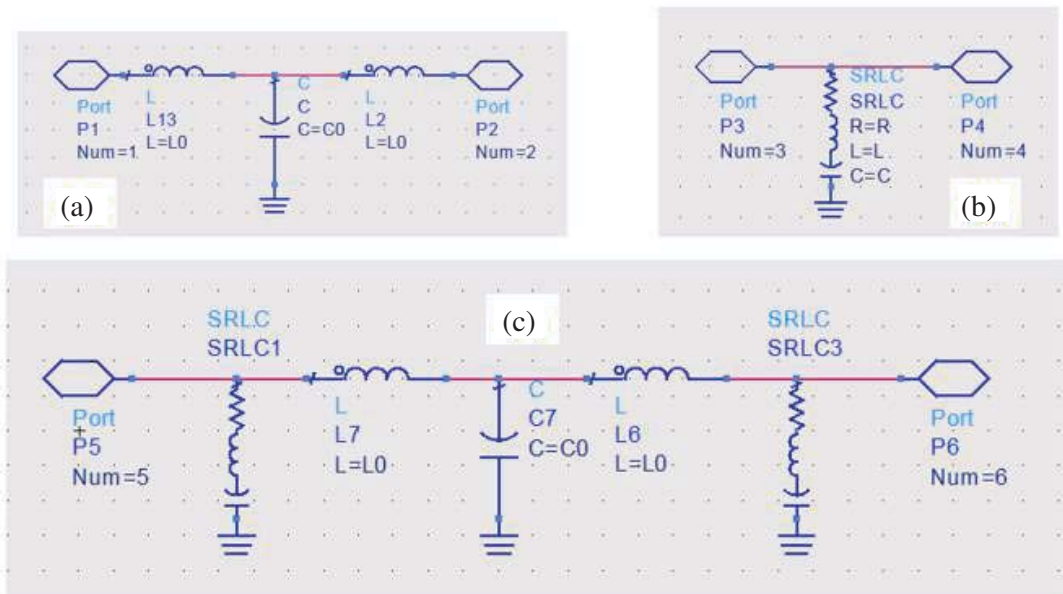 Port
P1
Num=1
L
L13
L=L0
C
C
C=C0
L
L2
L=L0
Port
P2
Num=2
(a)
Port
P3
Num=3
SRLC
SRLC
R=R
L=L
C=C
Port
P4
Num=4
(b)
(c)
SRLC
SRLC1
SRLC
SRLC3
Port
P5
Num=5
L
L7
L=L0
C
C7
C=C0
L
L6
L=L0
Port
P6
Num=6